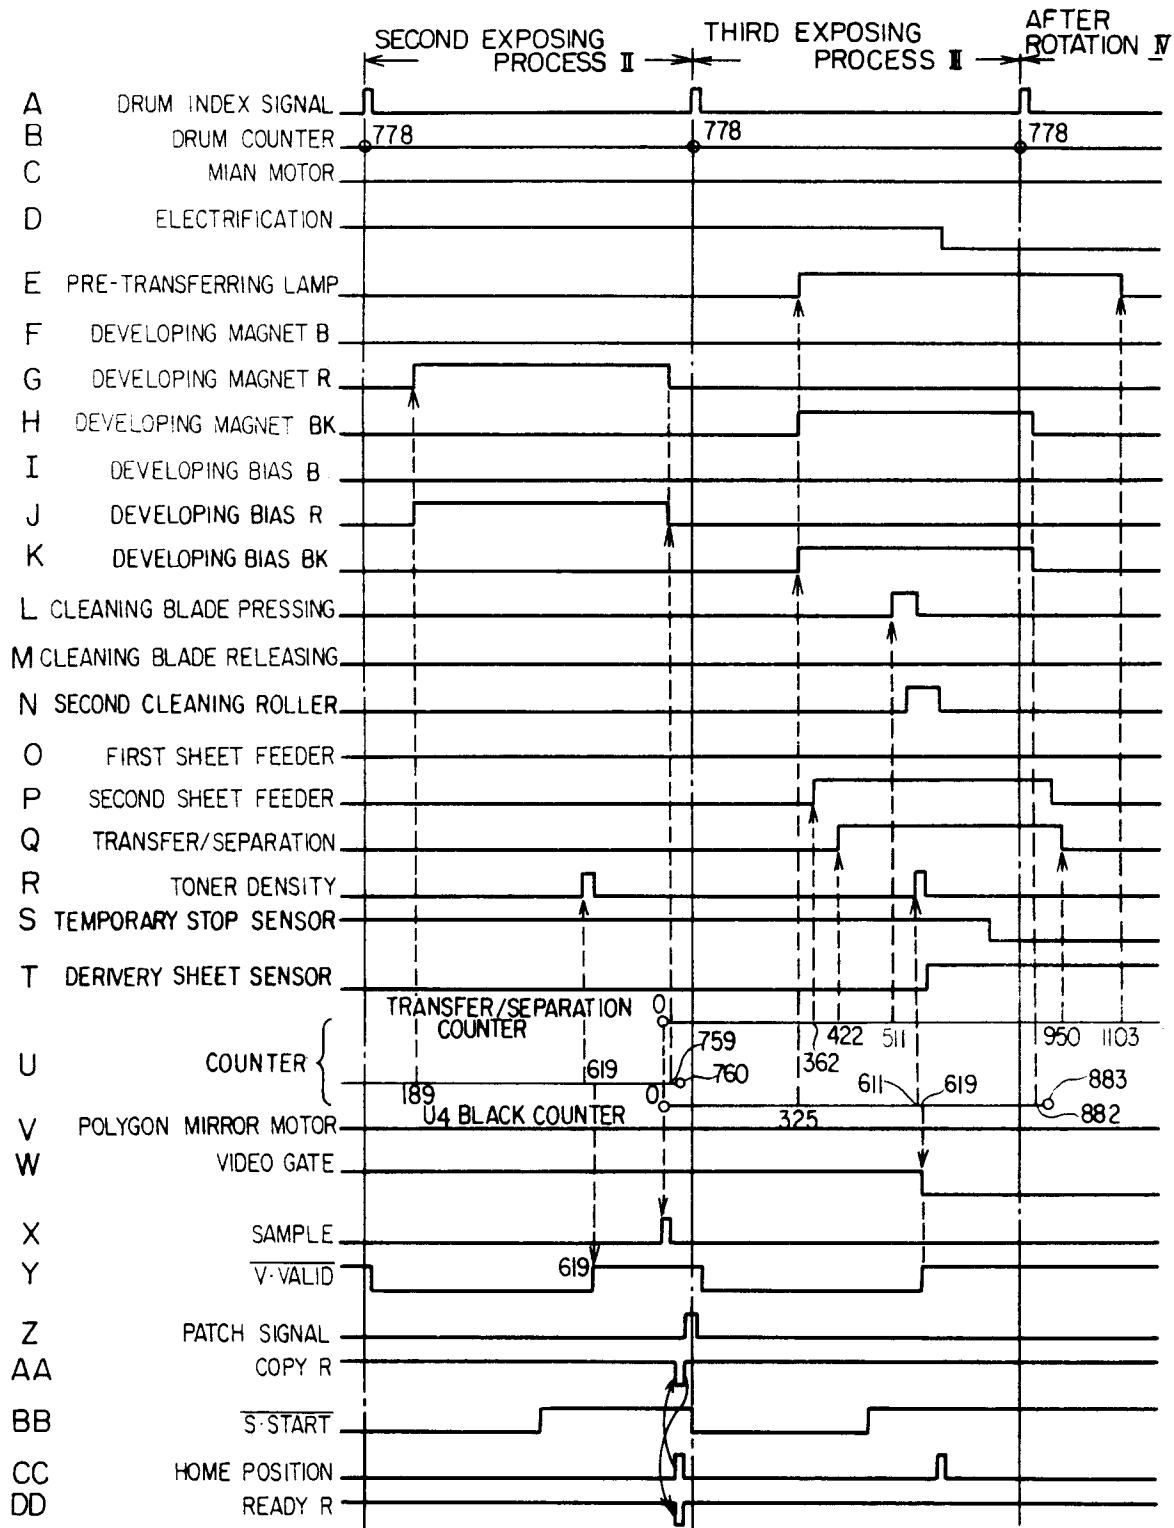 SECOND EXPOSING
PROCESS II
THIRD EXPOSING
PROCESS III
AFTER
ROTATION IV
A DRUM INDEX SIGNAL
B DRUM COUNTER 778 778 778
C MIAN MOTOR
D ELECTRIFICATION
E PRE-TRANSFERRING LAMP
F DEVELOPING MAGNET B
G DEVELOPING MAGNET R
H DEVELOPING MAGNET BK
I DEVELOPING BIAS B
J DEVELOPING BIAS R
K DEVELOPING BIAS BK
L CLEANING BLADE PRESSING
M CLEANING BLADE RELEASING
N SECOND CLEANING ROLLER
O FIRST SHEET FEEDER
P SECOND SHEET FEEDER
Q TRANSFER/SEPARATION
R TONER DENSITY
S TEMPORARY STOP SENSOR
T DERIVERY SHEET SENSOR
TRANSFER/SEPARATION 0
COUNTER
362 422 511 950 1103
U COUNTER
619 759
760
189
611 619 883
U4 BLACK COUNTER 0 325 882
V POLYGON MIRROR MOTOR
W VIDEO GATE
X SAMPLE
Y V·VALID 619
Z PATCH SIGNAL
AA COPY R
BB S·START
CC HOME POSITION
DD READY R